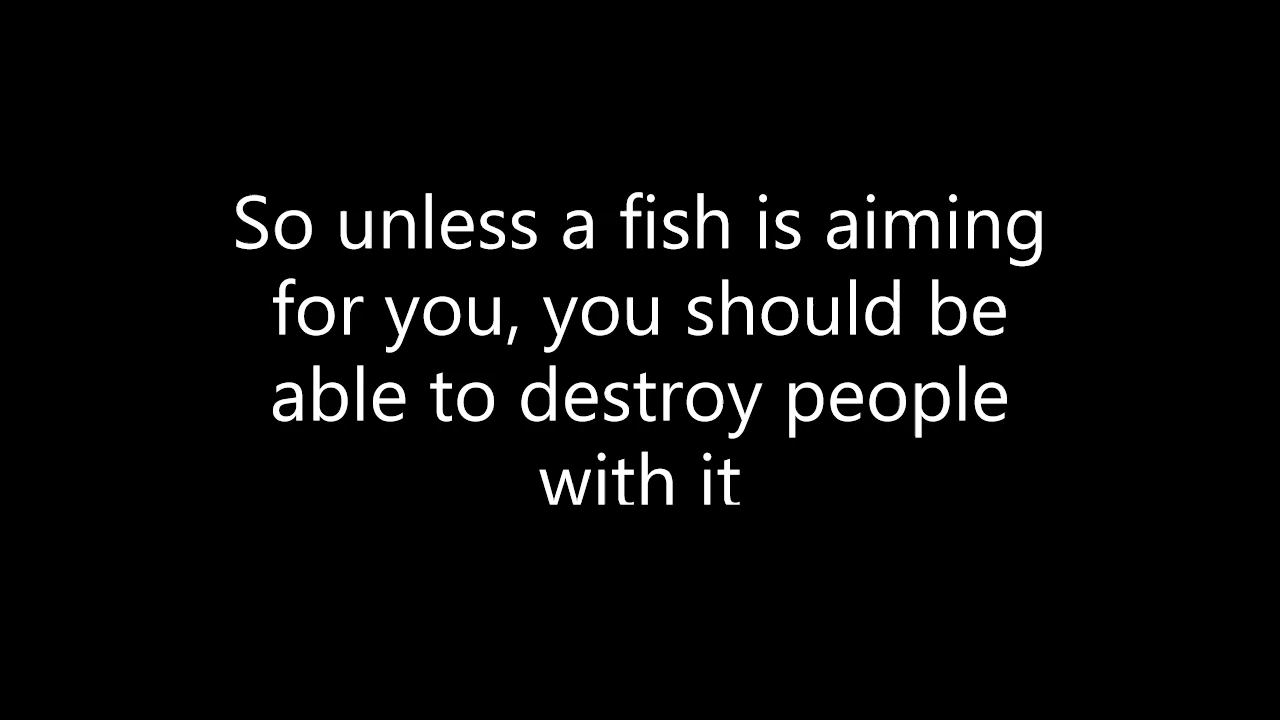 So unless a fish is aiming
for you, you should be
able to destroy people
with it